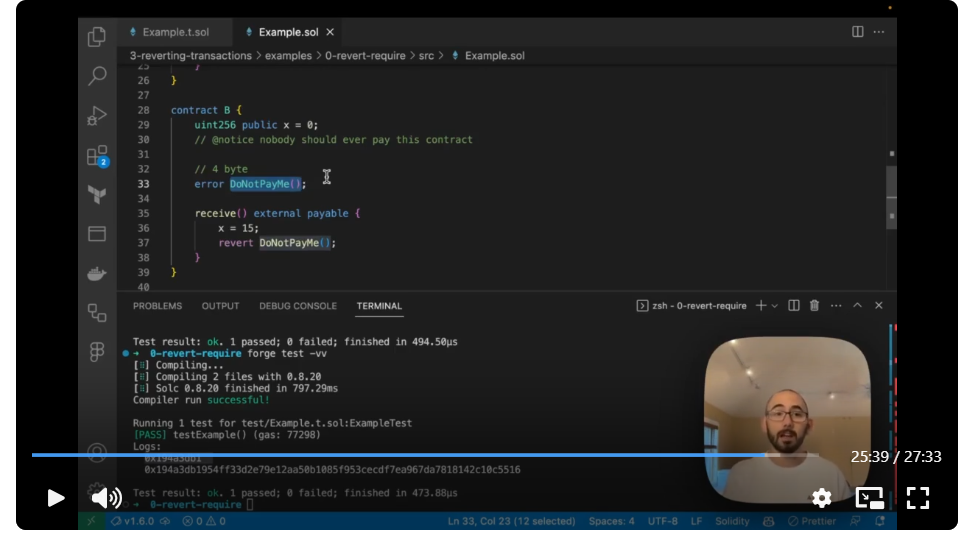 Example.t.sol
Example.sol
3-reverting-transactions > examples > 0-revert-require > src > Example.sol
25 }
26 }
27
28 contract B {
29 uint256 public x = 0;
30 // @notice nobody should ever pay this contract
31
32 // 4 byte
33 error DoNotPayMe();
34
35 receive() external payable {
36 x = 15;
37 revert DoNotPayMe();
38 }
39 }
40
PROBLEMS OUTPUT DEBUG CONSOLE TERMINAL zsh - 0-revert-require
2
Test result: ok. 1 passed; 0 failed; finished in 494.50µs
→ 0-revert-require forge test -vv
[⠿] Compiling...
[⠿] Compiling 2 files with 0.8.20
[⠿] Solc 0.8.20 finished in 797.29ms
Compiler run successful!
Running 1 test for test/Example.t.sol:ExampleTest
[PASS] testExample() (gas: 77298)
Logs:
0x194a3db1
0x194a3db1954ff33d2e79e12aa50b1085f953cecdf7ea967da7818142c10c5516
25:39 / 27:33
Test result: ok. 1 passed; 0 failed; finished in 473.88µs
→ 0-revert-require
v1.6.0 0 0 Ln 33, Col 23 (12 selected) Spaces: 4 UTF-8 LF Solidity Prettier